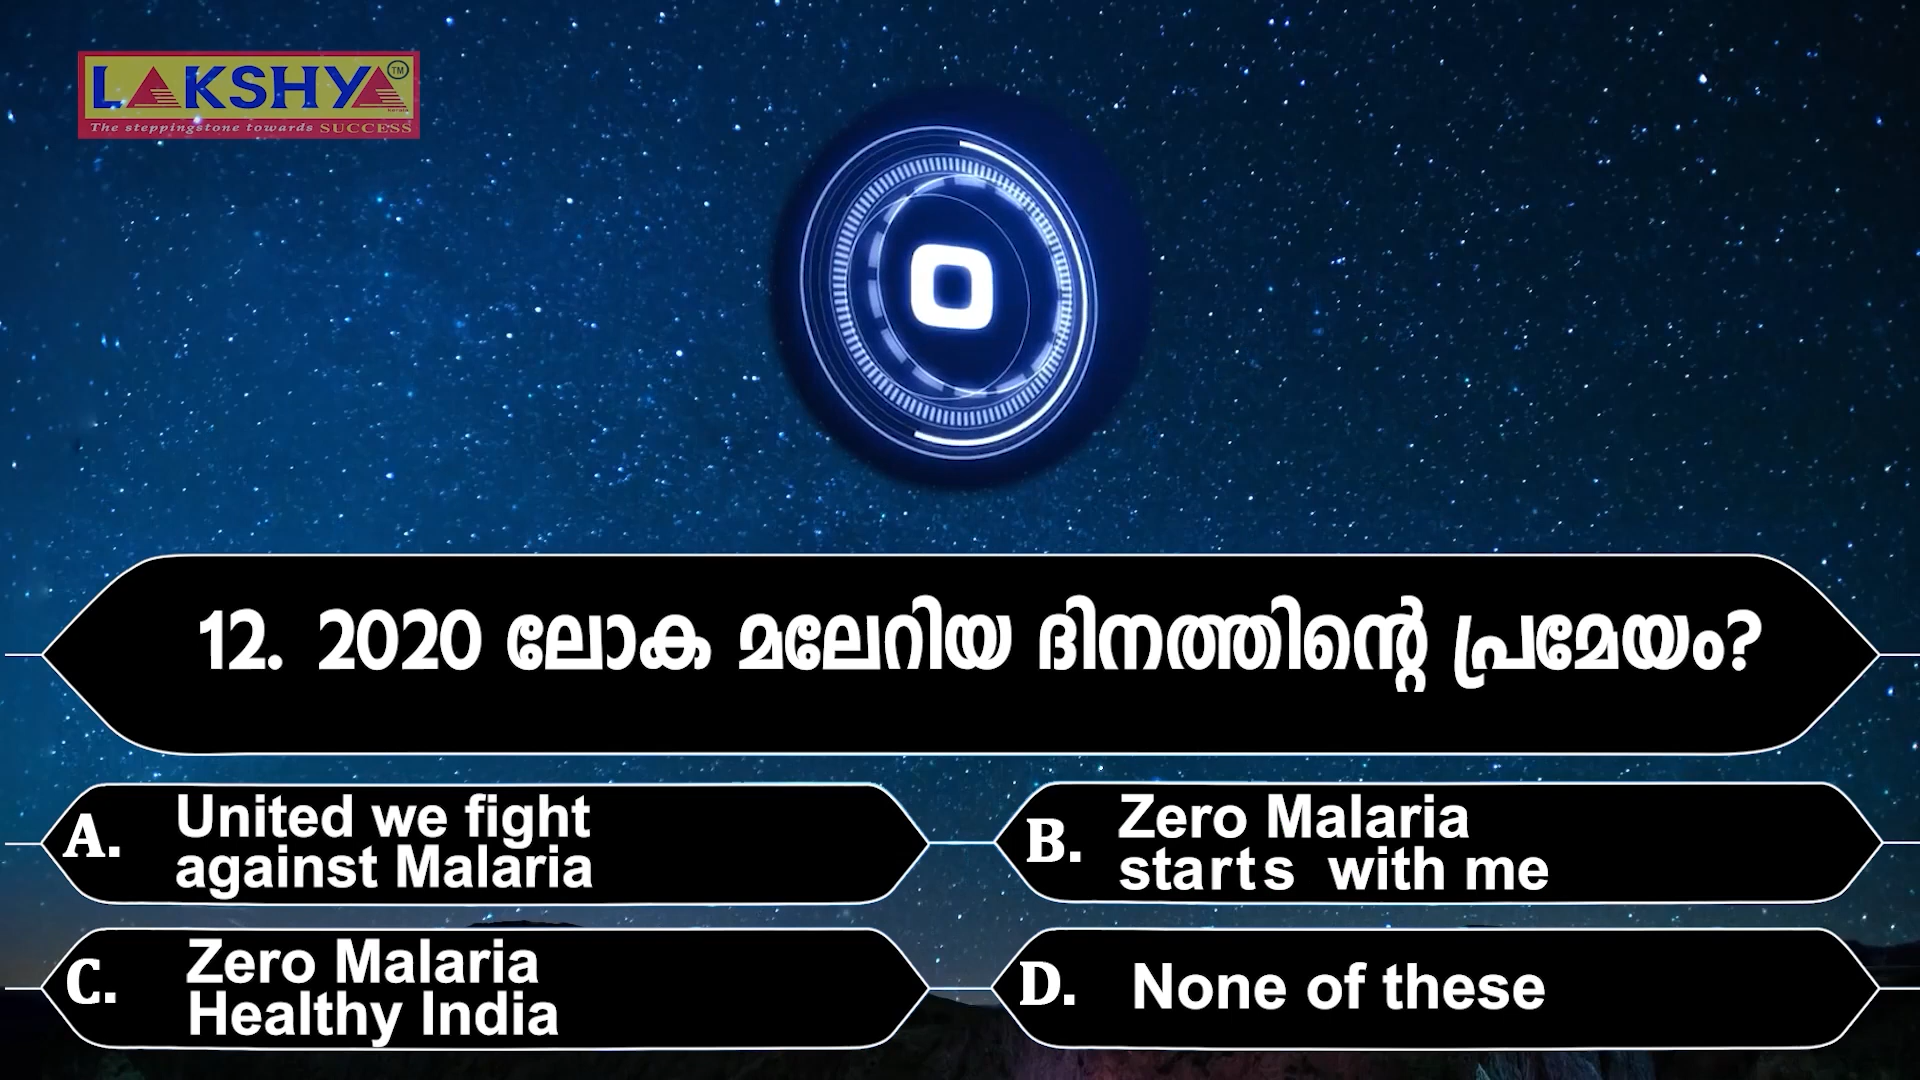 LAKSHYA TM
The steppingstone towards SUCCESS
0
12. 2020 ലോക മലേറിയ ദിനത്തിന്റെ പ്രമേയം?
A. United we fight
against Malaria
B. Zero Malaria
starts with me
C. Zero Malaria
Healthy India
D. None of these